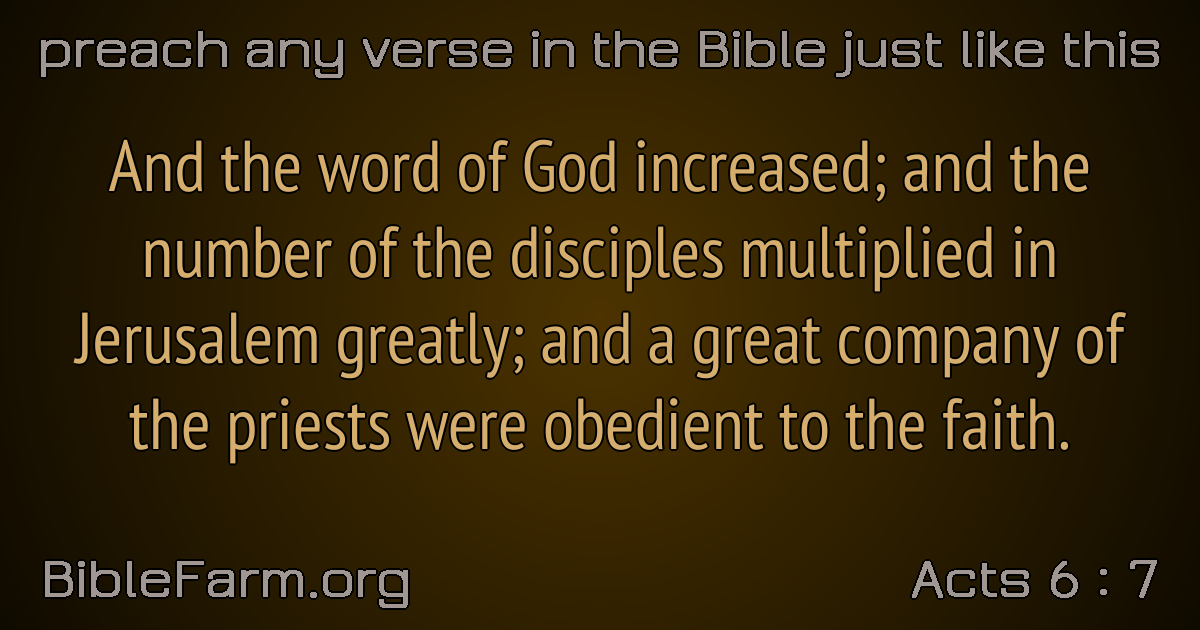 preach any verse in the Bible just like this
And the word of God increased; and the
number of the disciples multiplied in
Jerusalem greatly; and a great company of
the priests were obedient to the faith.
BibleFarm.org
Acts 6 : 7